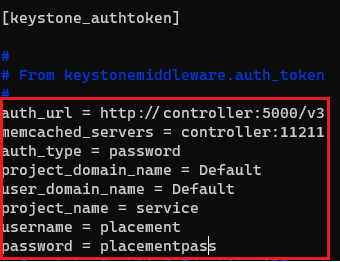 [keystone_authtoken]
#
# From keystonemiddleware.auth_token
#
auth_url = http://controller:5000/v3
memcached_servers = controller:11211
auth_type = password
project_domain_name = Default
user_domain_name = Default
project_name = service
username = placement
password = placementpass